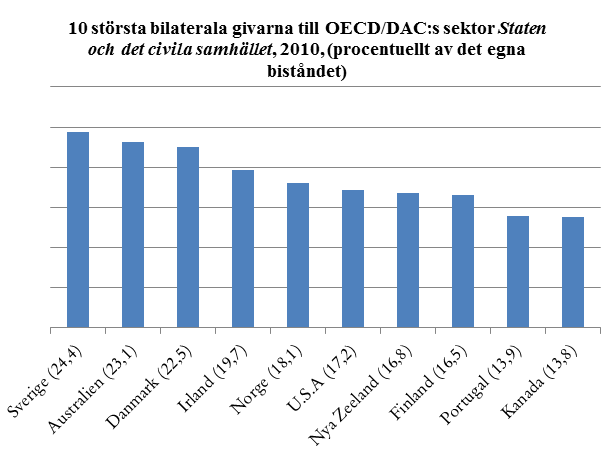 10 största bilaterala givarna till OECD/DAC:s sektor Staten
och det civila samhället, 2010, (procentuellt av det egna
biståndet)
Sverige (24,4)
Australien (23,1)
Danmark (22,5)
Irland (19,7)
Norge (18,1)
U.S.A (17,2)
Nya Zeeland (16,8)
Finland (16,5)
Portugal (13,9)
Kanada (13,8)